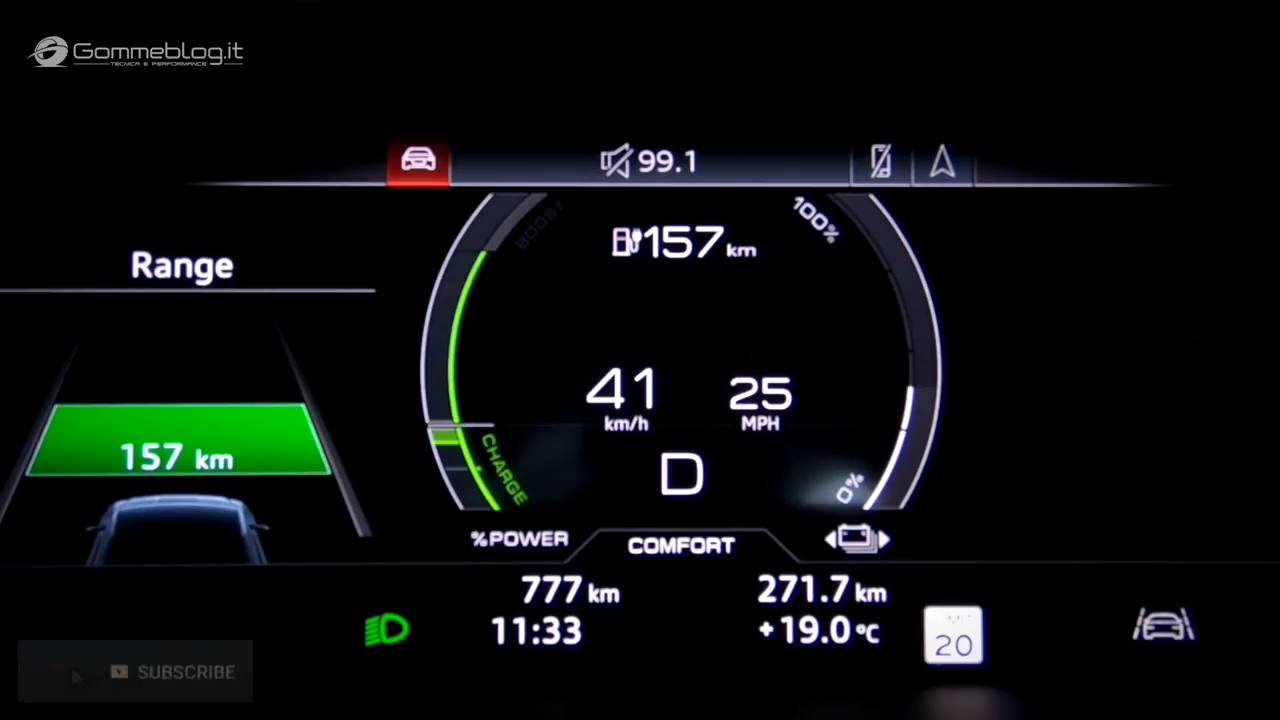 Gommeblog.it
TECNICA E PERFORMANCE
99.1
BOOST
100%
157 km
Range
41
km/h
25
MPH
157 km
CHARGE
D
0%
%POWER
COMFORT
777 km
271.7 km
11:33
+19.0 °C
20
SUBSCRIBE